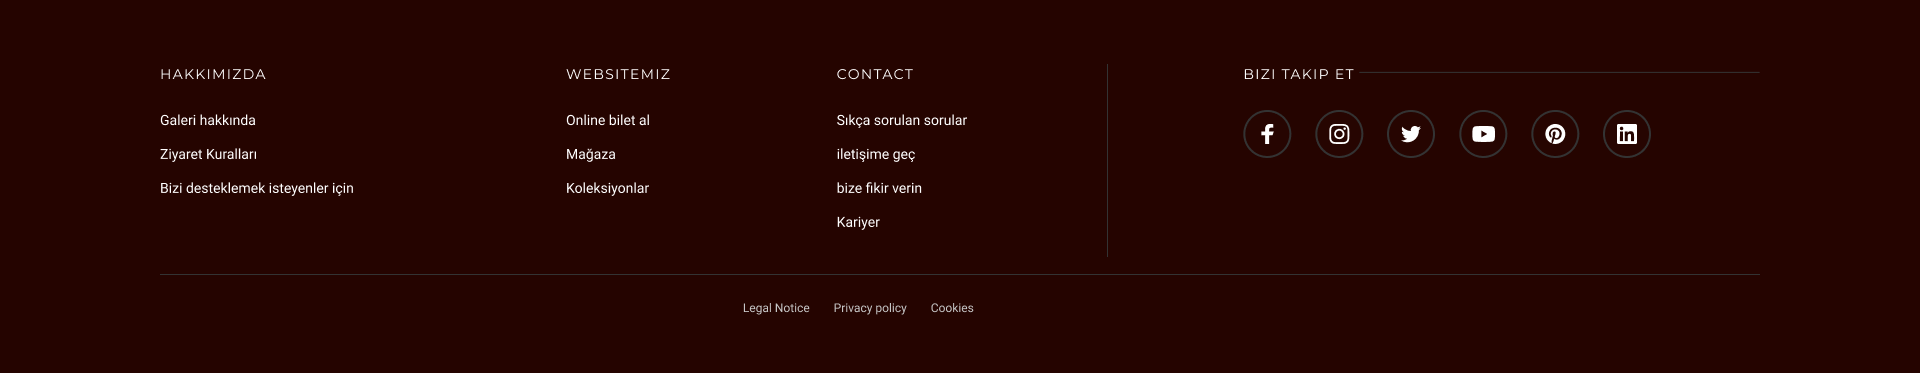 HAKKIMIZDA
Galeri hakkında
Ziyaret Kuralları
Bizi desteklemek isteyenler için
WEBSITEMIZ
Online bilet al
Mağaza
Koleksiyonlar
CONTACT
Sıkça sorulan sorular
iletişime geç
bize fikir verin
Kariyer
BIZI TAKIP ET
Legal Notice Privacy policy Cookies